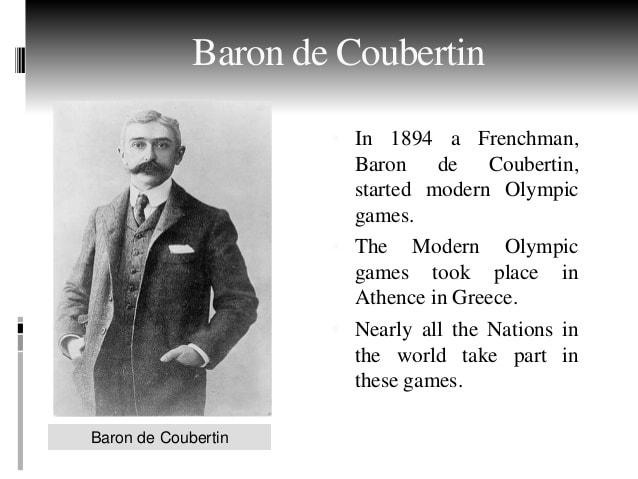 Baron de Coubertin
In 1894 a Frenchman,
Baron de Coubertin,
started modern Olympic
games.
The Modern Olympic
games took place in
Athence in Greece.
Nearly all the Nations in
the world take part in
these games.
Baron de Coubertin